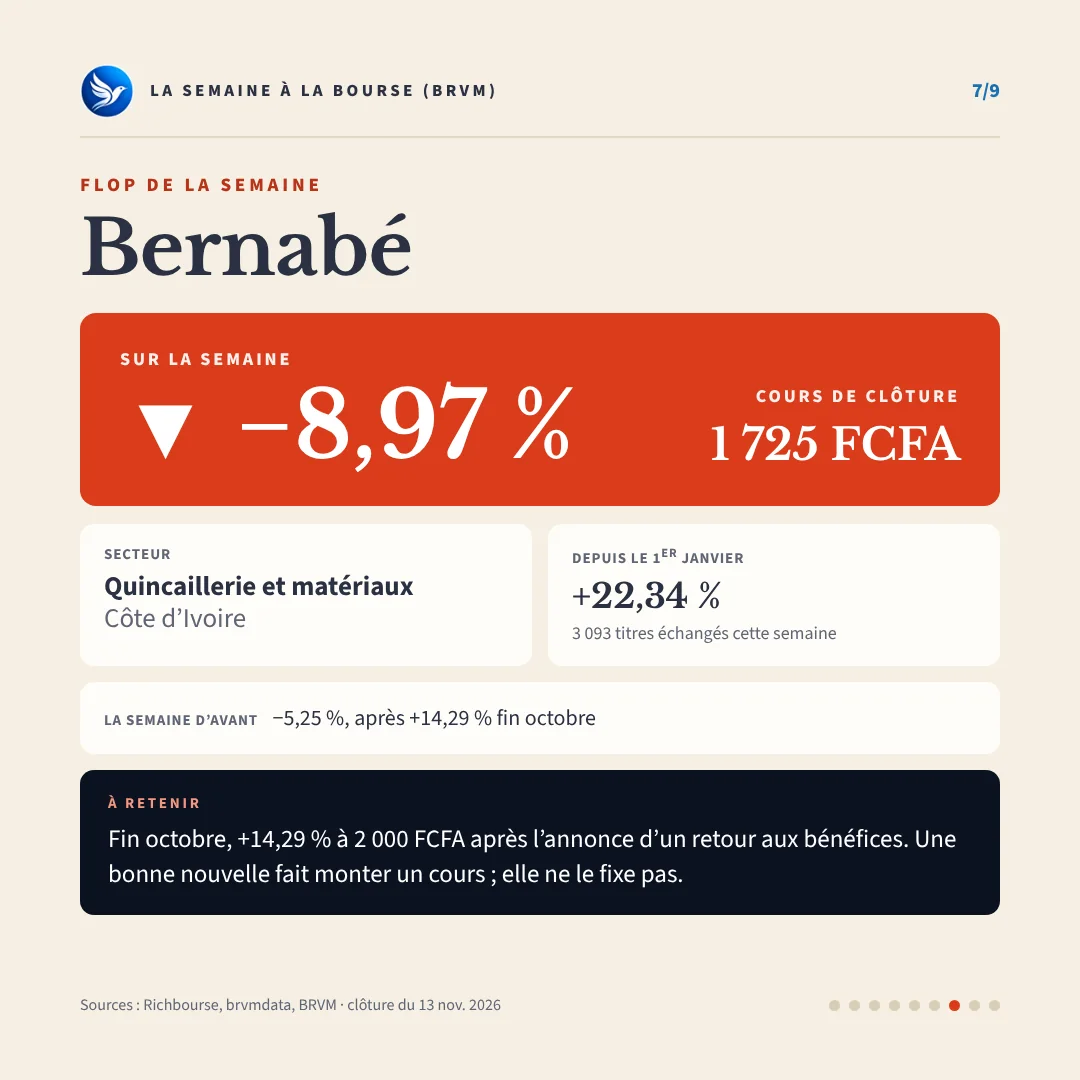 LA SEMAINE À LA BOURSE (BRVM)
7/9
FLOP DE LA SEMAINE
Bernabé
SUR LA SEMAINE
▼ −8,97 %
COURS DE CLÔTURE
1 725 FCFA
SECTEUR
Quincaillerie et matériaux
Côte d’Ivoire
DEPUIS LE 1ER JANVIER
+22,34 %
3 093 titres échangés cette semaine
LA SEMAINE D’AVANT −5,25 %, après +14,29 % fin octobre
À RETENIR
Fin octobre, +14,29 % à 2 000 FCFA après l’annonce d’un retour aux bénéfices. Une
bonne nouvelle fait monter un cours ; elle ne le fixe pas.
Sources : Richbourse, brvmdata, BRVM · clôture du 13 nov. 2026